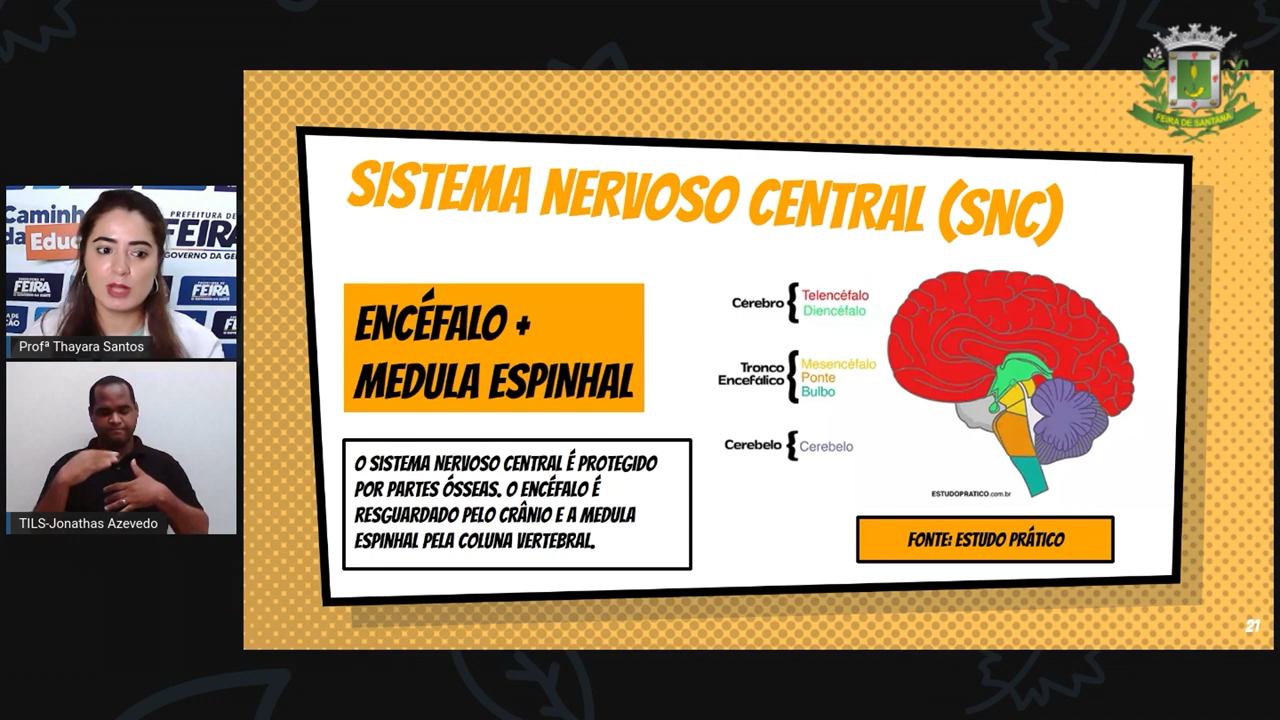 FEIRA DE SANTANA
SISTEMA NERVOSO CENTRAL (SNC)
ENCÉFALO +
MEDULA ESPINHAL
O SISTEMA NERVOSO CENTRAL É PROTEGIDO
POR PARTES ÓSSEAS. O ENCÉFALO É
RESGUARDADO PELO CRÂNIO E A MEDULA
ESPINHAL PELA COLUNA VERTEBRAL.
Cérebro { Telencéfalo
Diencéfalo
Tronco
Encefálico { Mesencéfalo
Ponte
Bulbo
Cerebelo { Cerebelo
ESTUDOPRATICO.com.br
FONTE: ESTUDO PRÁTICO
21
Caminh
da Educ
PREFEITURA DE
FEIRA
GOVERNO DA GE
FEIRA
FEIRA
Profª Thayara Santos
TILS-Jonathas Azevedo